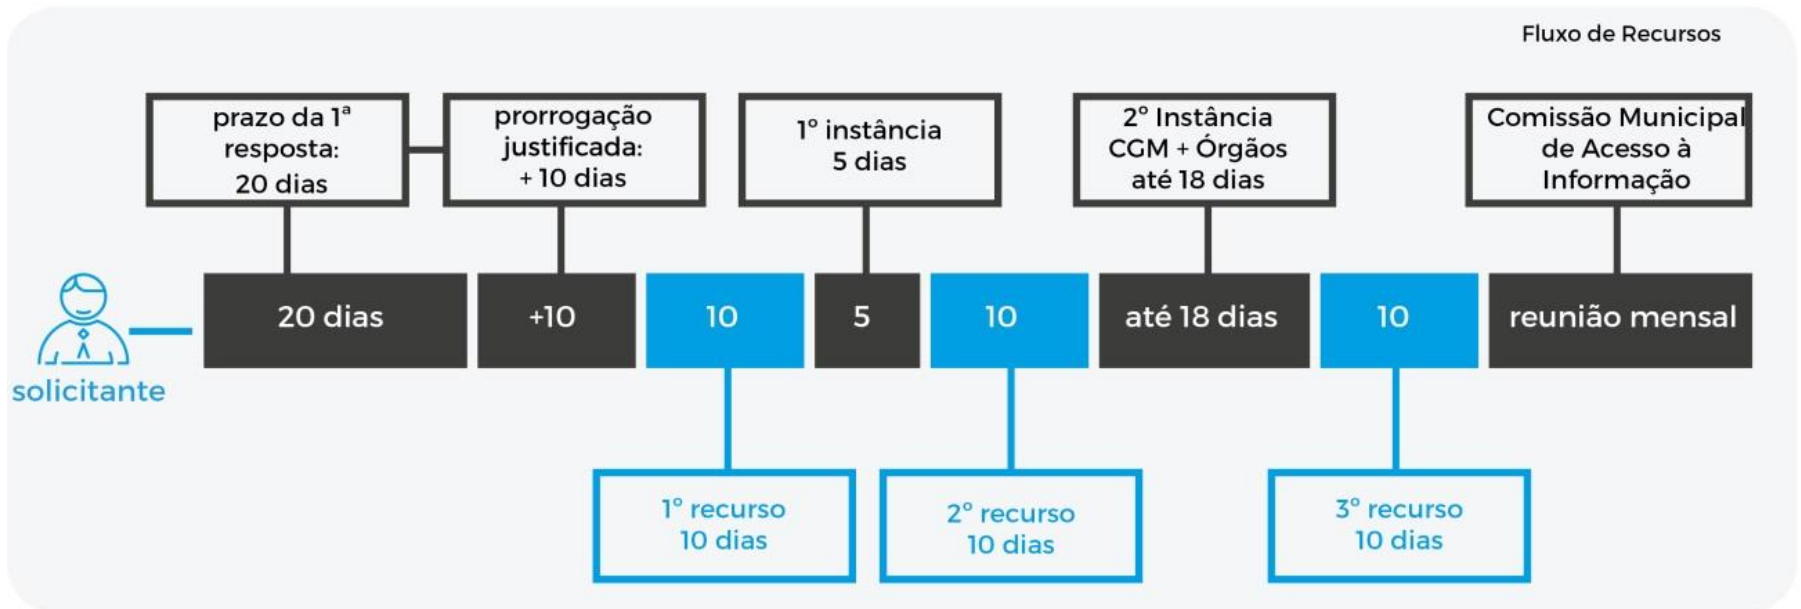 Fluxo de Recursos
prazo da 1ª
resposta:
20 dias
prorrogação
justificada:
+ 10 dias
1º instância
5 dias
2º Instância
CGM + Órgãos
até 18 dias
Comissão Municipal
de Acesso à
Informação
solicitante
20 dias
+10
10
5
10
até 18 dias
10
reunião mensal
1º recurso
10 dias
2º recurso
10 dias
3º recurso
10 dias